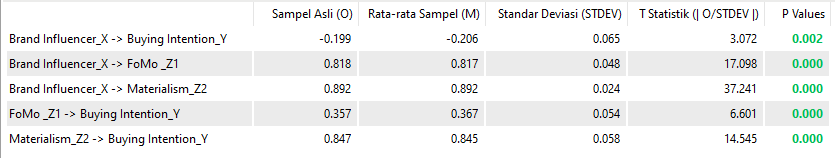 Sampel Asli (O) Rata-rata Sampel (M) Standar Deviasi (STDEV) T Statistik (| O/STDEV |) P Values
Brand Influencer_X -> Buying Intention_Y -0.199 -0.206 0.065 3.072 0.002
Brand Influencer_X -> FoMo _Z1 0.818 0.817 0.048 17.098 0.000
Brand Influencer_X -> Materialism_Z2 0.892 0.892 0.024 37.241 0.000
FoMo _Z1 -> Buying Intention_Y 0.357 0.367 0.054 6.601 0.000
Materialism_Z2 -> Buying Intention_Y 0.847 0.845 0.058 14.545 0.000